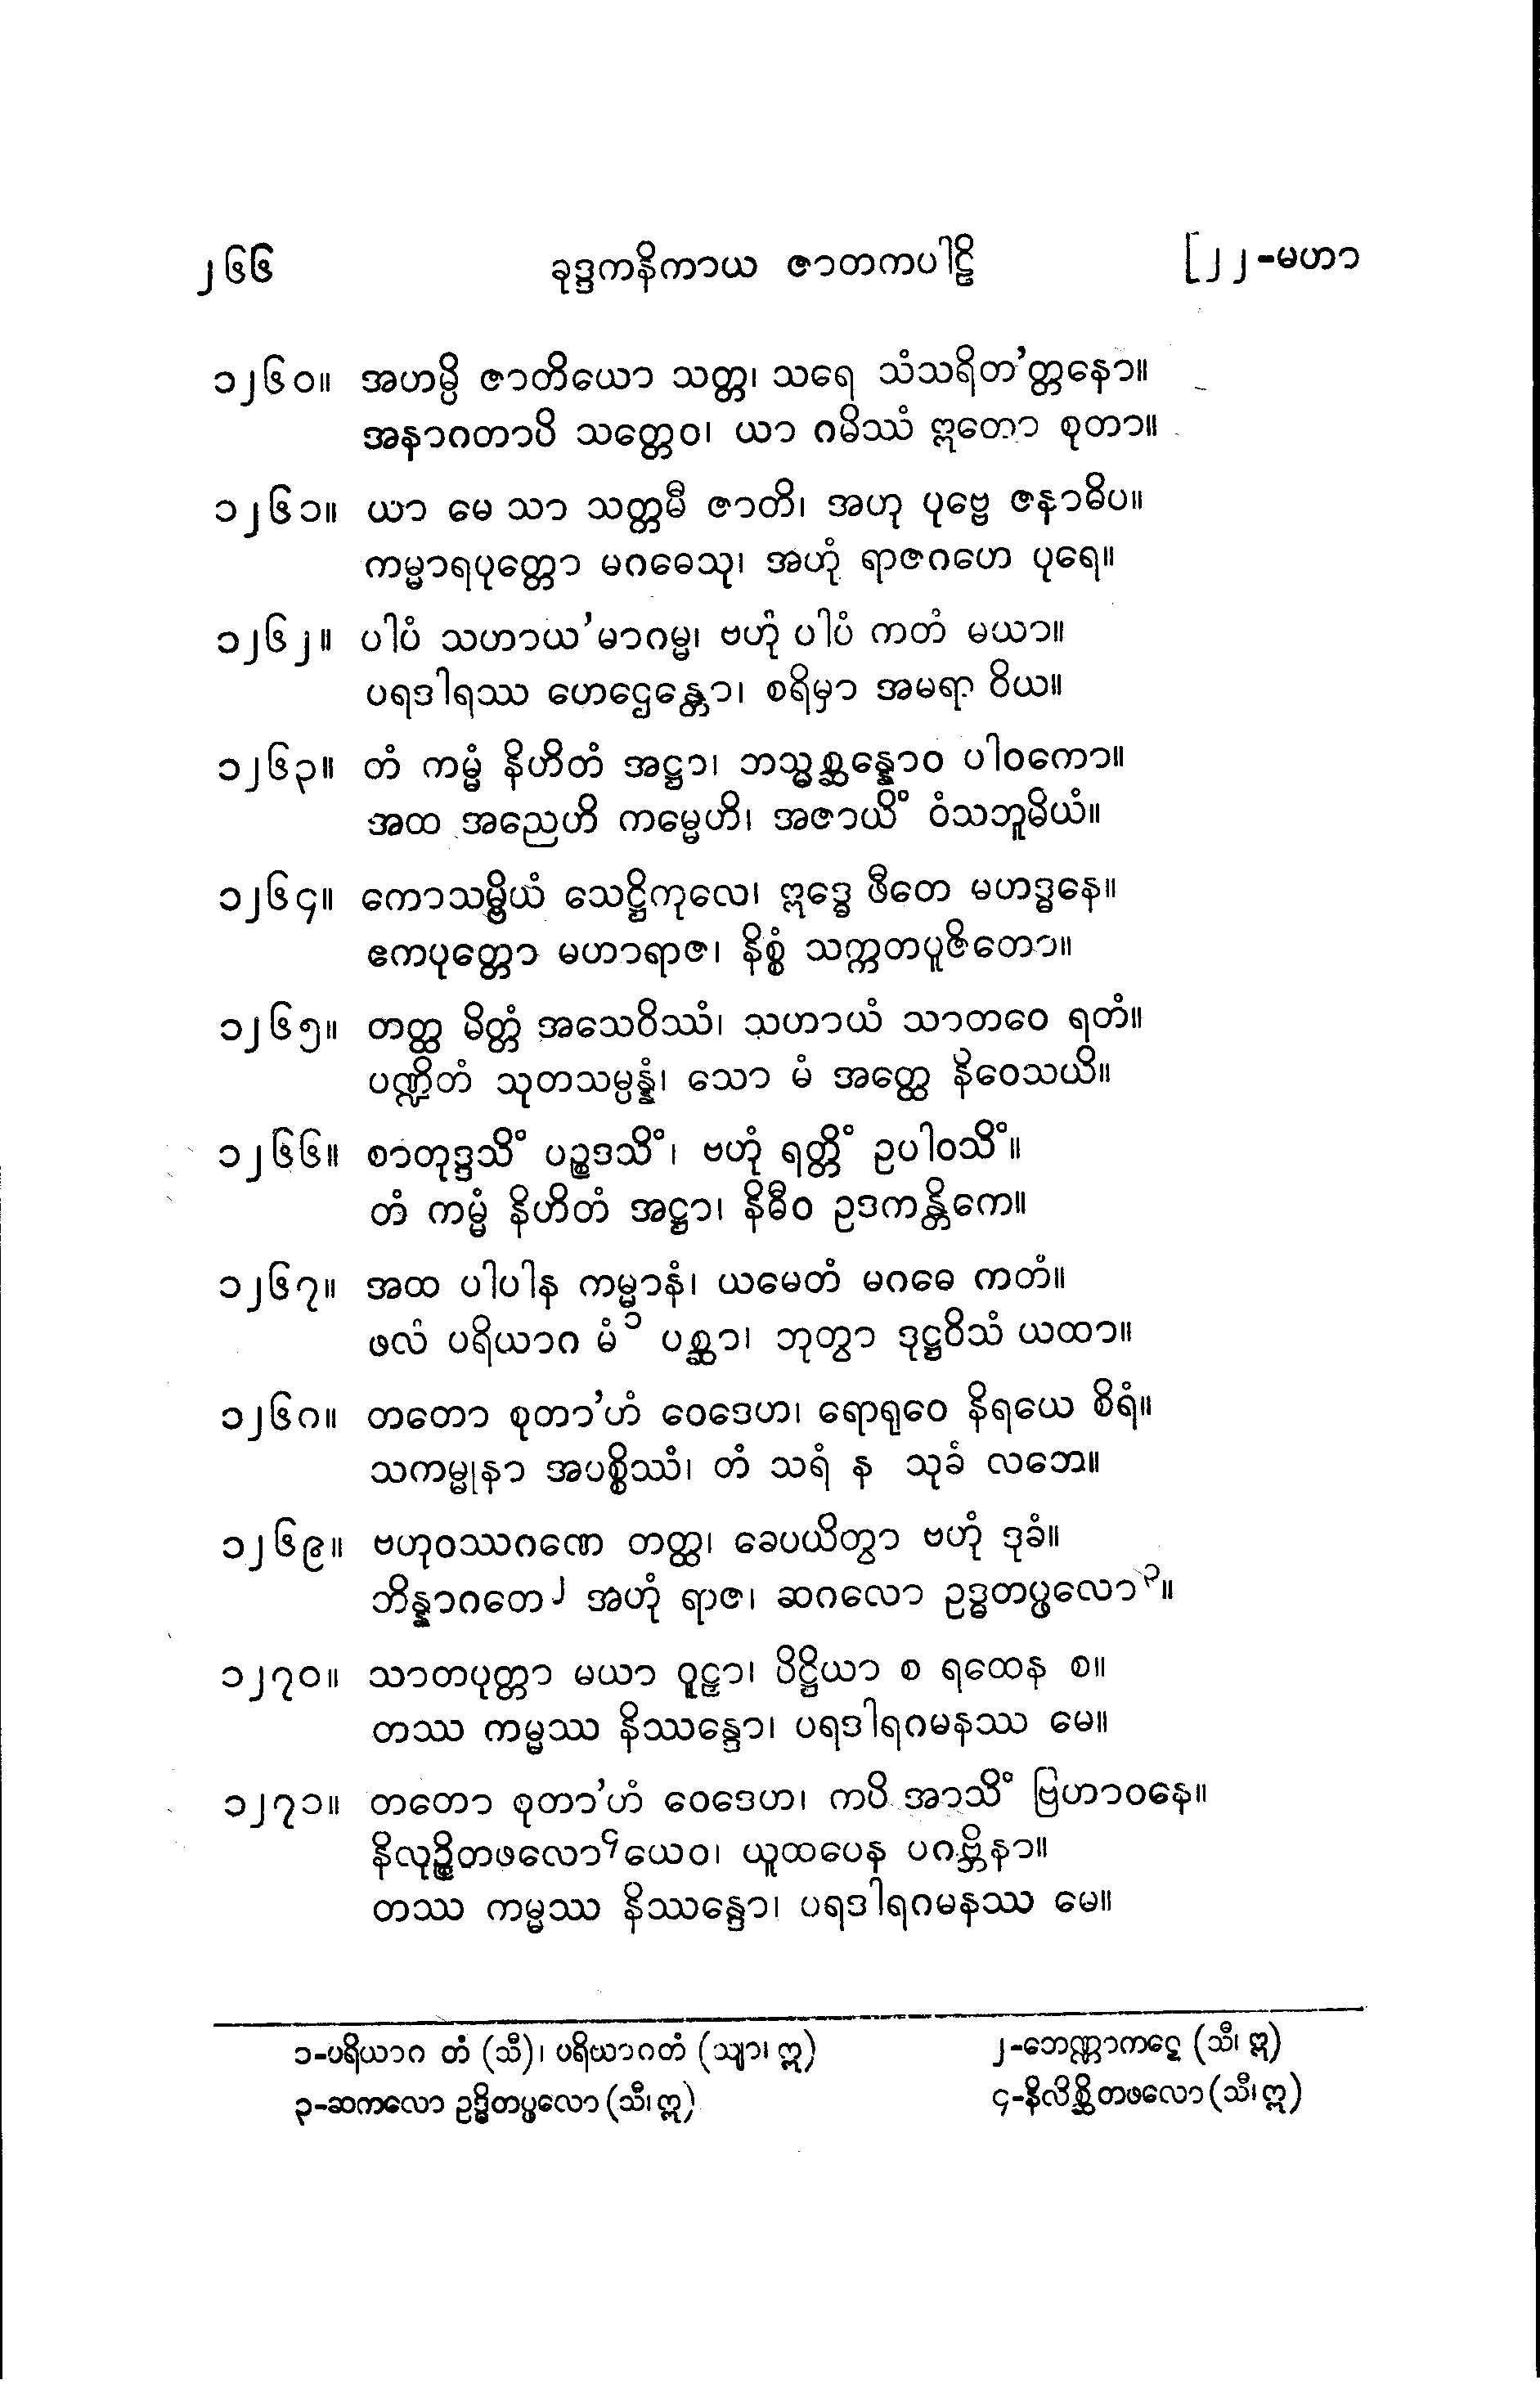 ၂၆၆ ခုဒ္ဒကနိကာယ ဇာတကပါဠိ [၂၂-မဟာ
၁၂၆၀။ အဟမ္ပိ ဇာတိယော သတ္တ၊ သရေ သံသရိတ’တ္တနော။
အနာဂတာပိ သတ္တေဝ၊ ယာ ဂမိဿံ ဣတော စုတာ။
၁၂၆၁။ ယာ မေ သာ သတ္တမီ ဇာတိ၊ အဟု ပုဗ္ဗေ ဇနာဓိပ။
ကမ္မာရပုတ္တော မဂဓေသု၊ အဟုံ ရာဇဂဟေ ပုရေ။
၁၂၆၂။ ပါပံ သဟာယ’မာဂမ္မ၊ ဗဟုံ ပါပံ ကတံ မယာ။
ပရဒါရဿ ဟေဌေန္တော၊ စရိမှာ အမရာ ဝိယ။
၁၂၆၃။ တံ ကမ္မံ နိဟိတံ အဋ္ဌာ၊ ဘသ္မစ္ဆန္နောဝ ပါဝကော။
အထ အညေဟိ ကမ္မေဟိ၊ အဇာယိံ ဝံသဘူမိယံ။
၁၂၆၄။ ကောသမ္ဗိယံ သေဋ္ဌိကုလေ၊ ဣဒ္ဓေ ဖီတေ မဟဒ္ဓနေ။
ဧကပုတ္တော မဟာရာဇ၊ နိစ္စံ သက္ကတပူဇိတော။
၁၂၆၅။ တတ္ထ မိတ္တံ အသေဝိဿံ၊ သဟာယံ သာတဝေ ရတံ။
ပဏ္ဍိတံ သုတသမ္ပန္နံ၊ သော မံ အတ္ထေ နိဝေသယိ။
၁၂၆၆။ စာတုဒ္ဒသိံ ပဉ္စဒသိံ၊ ဗဟုံ ရတ္တိံ ဥပါဝသိံ။
တံ ကမ္မံ နိဟိတံ အဋ္ဌာ၊ နိဓီဝ ဥဒကန္တိကေ။
၁၂၆၇။ အထ ပါပါန ကမ္မာနံ၊ ယမေတံ မဂဓေ ကတံ။
ဖလံ ပရိယာဂ မံ ၁ ပစ္ဆာ၊ ဘုတွာ ဒုဋ္ဌဝိသံ ယထာ။
၁၂၆၈။ တတော စုတာ’ဟံ ဝေဒေဟ၊ ရောရုဝေ နိရယေ စိရံ။
သကမ္မုနာ အပစ္စိဿံ၊ တံ သရံ န သုခံ လဘေ။
၁၂၆၉။ ဗဟုဝဿဂဏေ တတ္ထ၊ ခေပယိတွာ ဗဟုံ ဒုခံ။
ဘိန္နာဂတေ ၂ အဟုံ ရာဇ၊ ဆဂလော ဥဒ္ဓတပ္ဖလော ၃။
၁၂၇၀။ သာတပုတ္တာ မယာ ဝူဠှာ၊ ပိဋ္ဌိယာ စ ရထေန စ။
တဿ ကမ္မဿ နိဿန္ဒော၊ ပရဒါရဂမနဿ မေ။
၁၂၇၁။ တတော စုတာ’ဟံ ဝေဒေဟ၊ ကပိ အာသိံ ဗြဟာဝနေ။
နိလုဉ္စိတဖလော ၄ ယေဝ၊ ယူထပေန ပဂဗ္ဘိနာ။
တဿ ကမ္မဿ နိဿန္ဒော၊ ပရဒါရဂမနဿ မေ။
၁-ပရိယာဂ တံ (သီ)၊ ပရိယာဂတံ (သျာ၊ ဣ) ၂-ဘေဏ္ဏာကဋေ (သီ၊ ဣ)
၃-ဆကလော ဥဒ္ဓိတပ္ဖလော (သီ၊ ဣ) ၄-နိလိစ္ဆိတဖလော (သီ၊ ဣ)